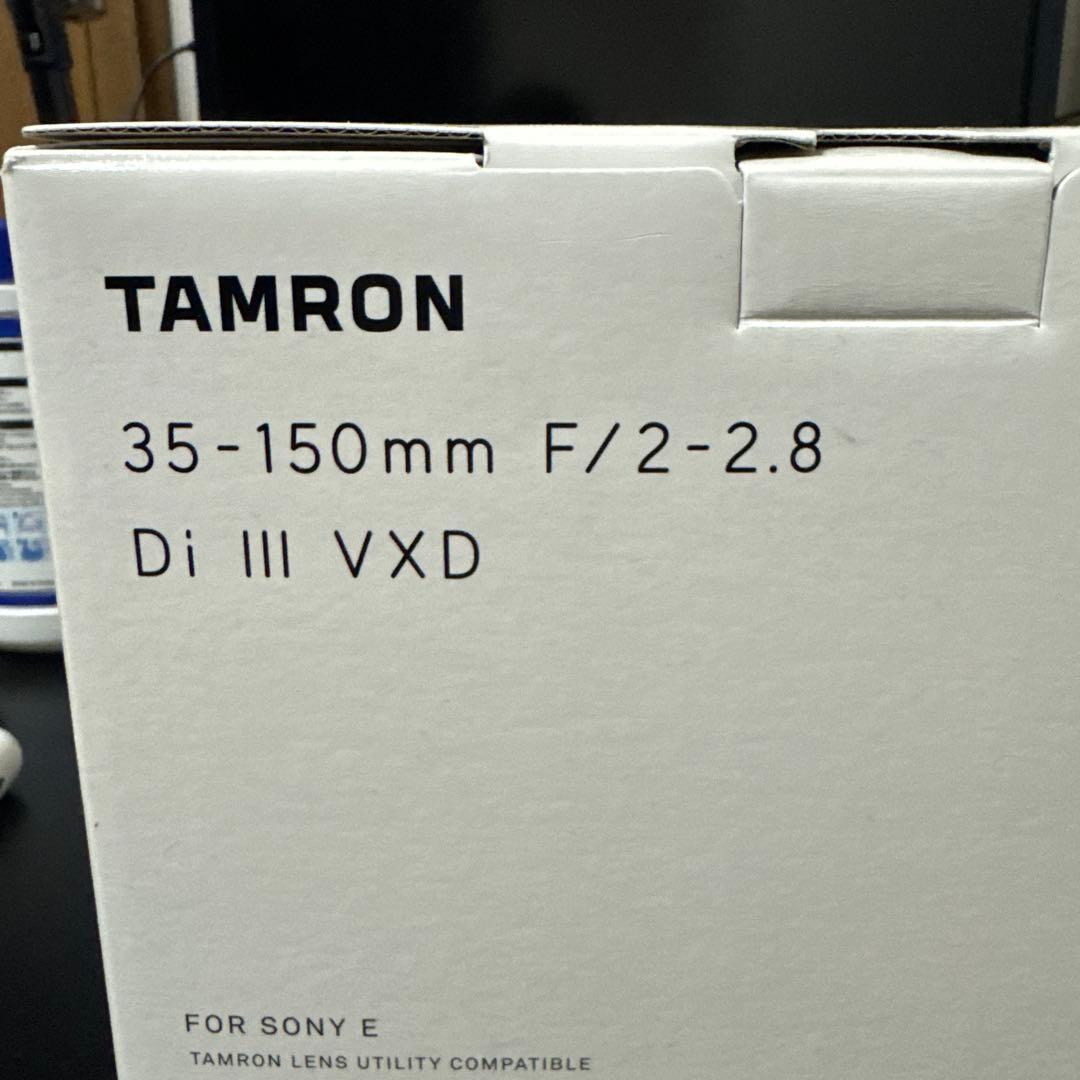 TAMRON
35-150mm F/2-2.8
Di III VXD
FOR SONY E
TAMRON LENS UTILITY COMPATIBLE